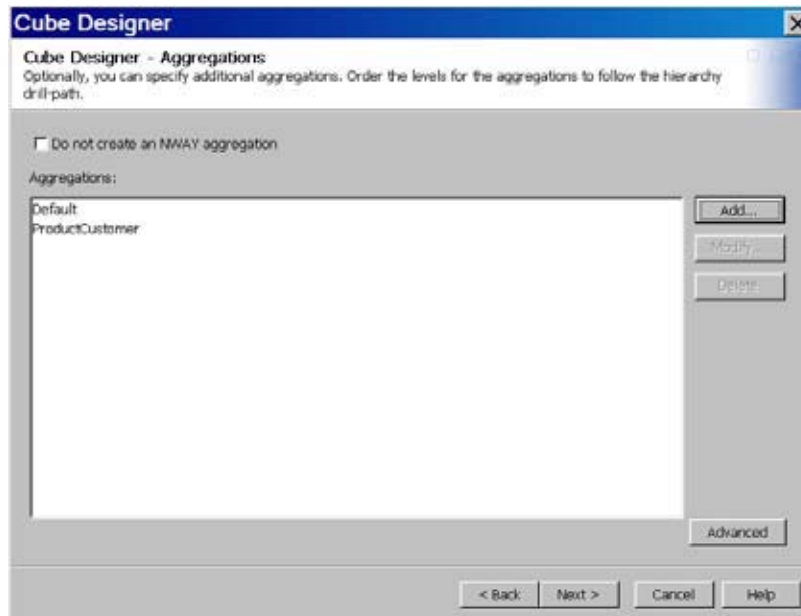 Cube Designer
Cube Designer - Aggregations
Optionally, you can specify additional aggregations. Order the levels for the aggregations to follow the hierarchy
drill-path.
Do not create an NWAY aggregation
Aggregations:
Default
ProductCustomer
Add...
Modify...
Delete
Advanced
< Back
Next >
Cancel
Help